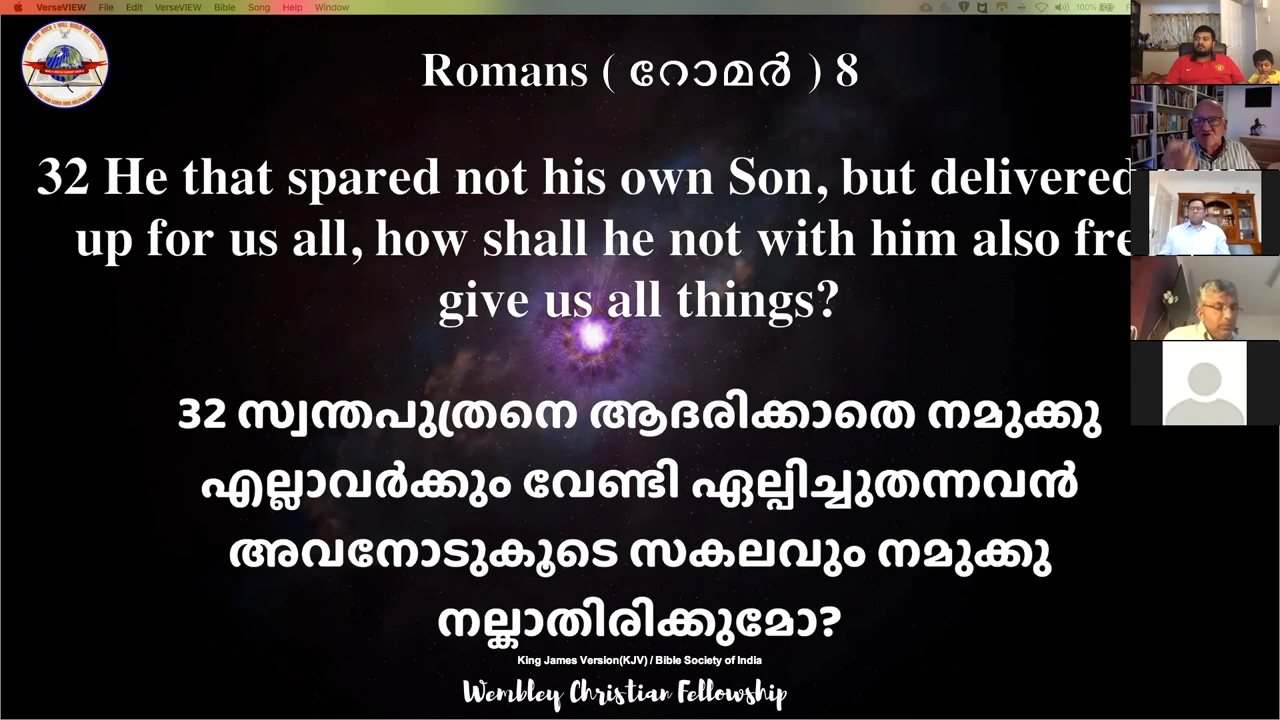 VerseVIEW File Edit VerseVIEW Bible Song Help Window 100%
Romans ( റോമർ ) 8
32 He that spared not his own Son, but delivered
up for us all, how shall he not with him also fre
give us all things?
32 സ്വന്തപുത്രനെ ആദരിക്കാതെ നമുക്കു
എല്ലാവർക്കും വേണ്ടി ഏല്പിച്ചുതന്നവൻ
അവനോടുകൂടെ സകലവും നമുക്കു
നല്കാതിരിക്കുമോ?
King James Version(KJV) / Bible Society of India
Wembley Christian Fellowship